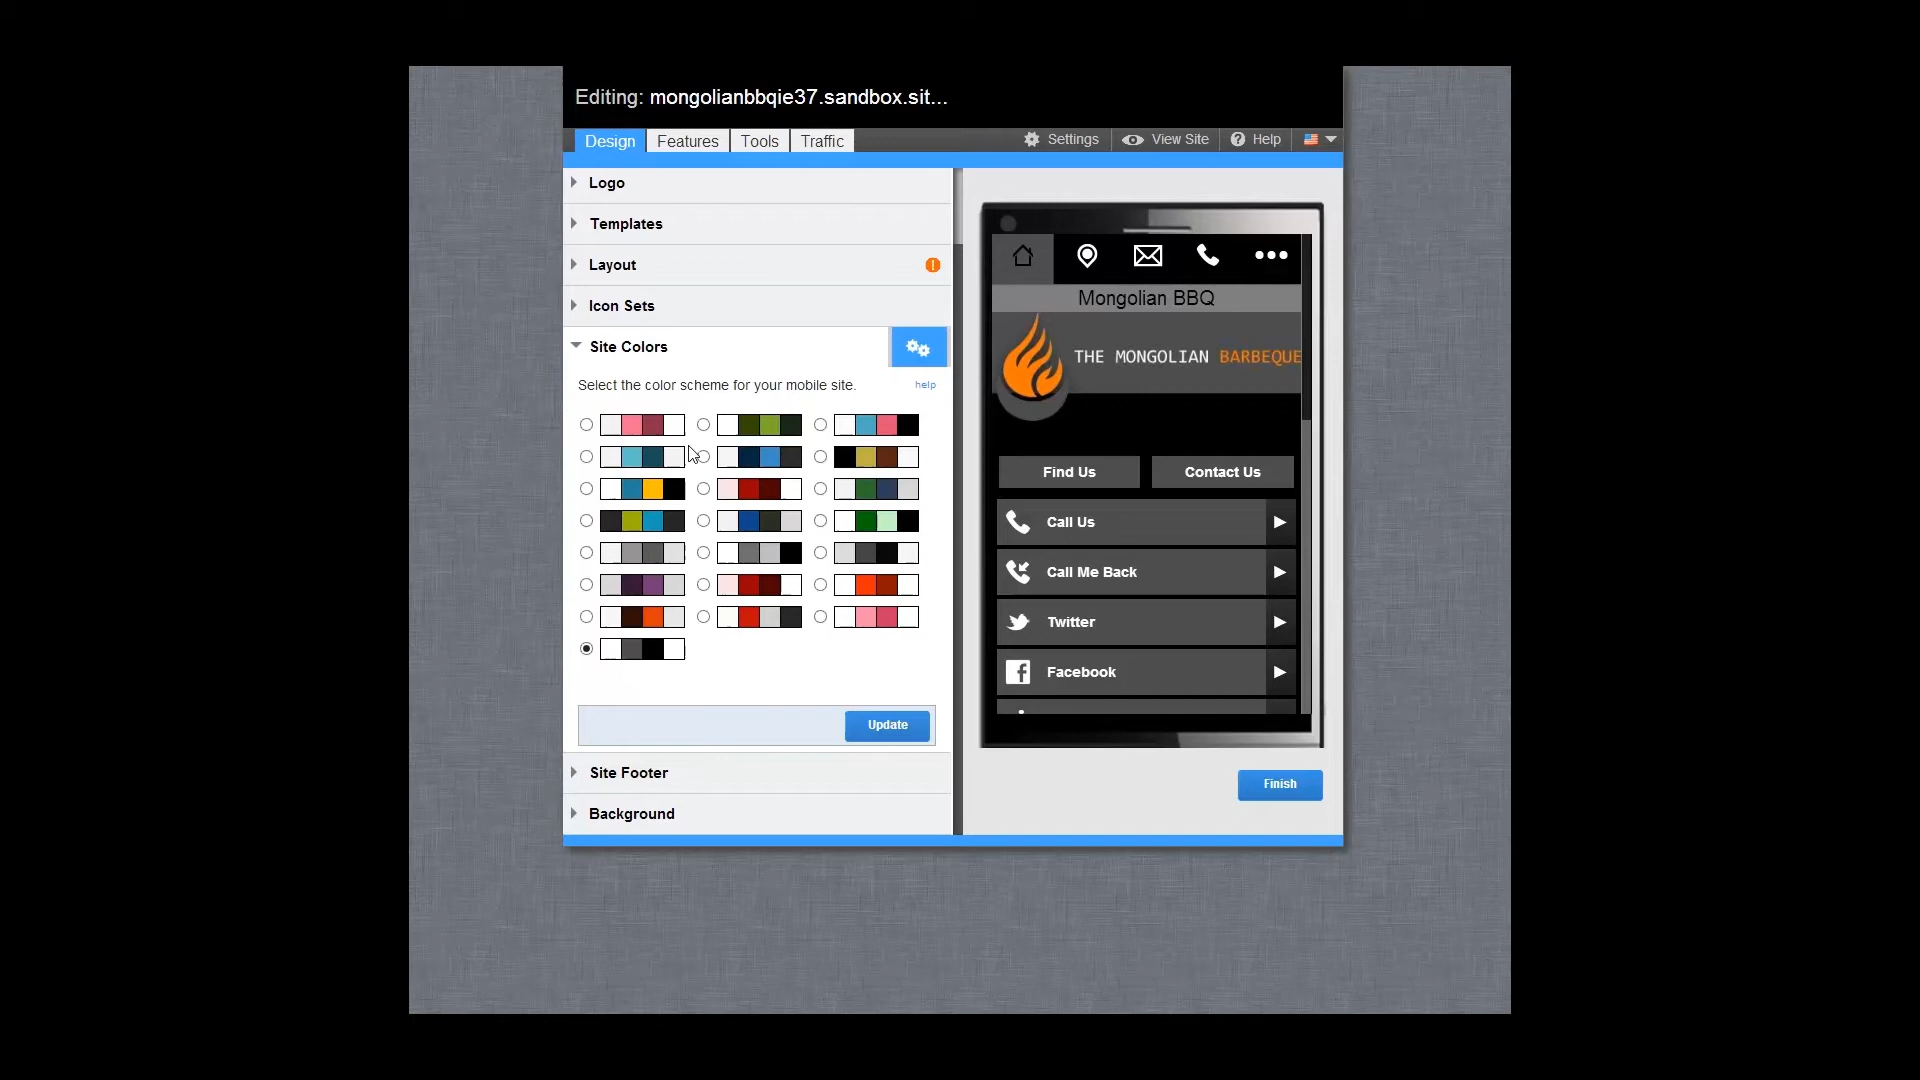 Editing: mongolianbbqie37.sandbox.sit...
Design Features Tools Traffic Settings View Site Help
Logo
Templates
Layout
Icon Sets
Site Colors
Select the color scheme for your mobile site. help
Update
Site Footer
Background
Mongolian BBQ
THE MONGOLIAN BARBEQUE
Find Us Contact Us
Call Us
Call Me Back
Twitter
Facebook
Finish